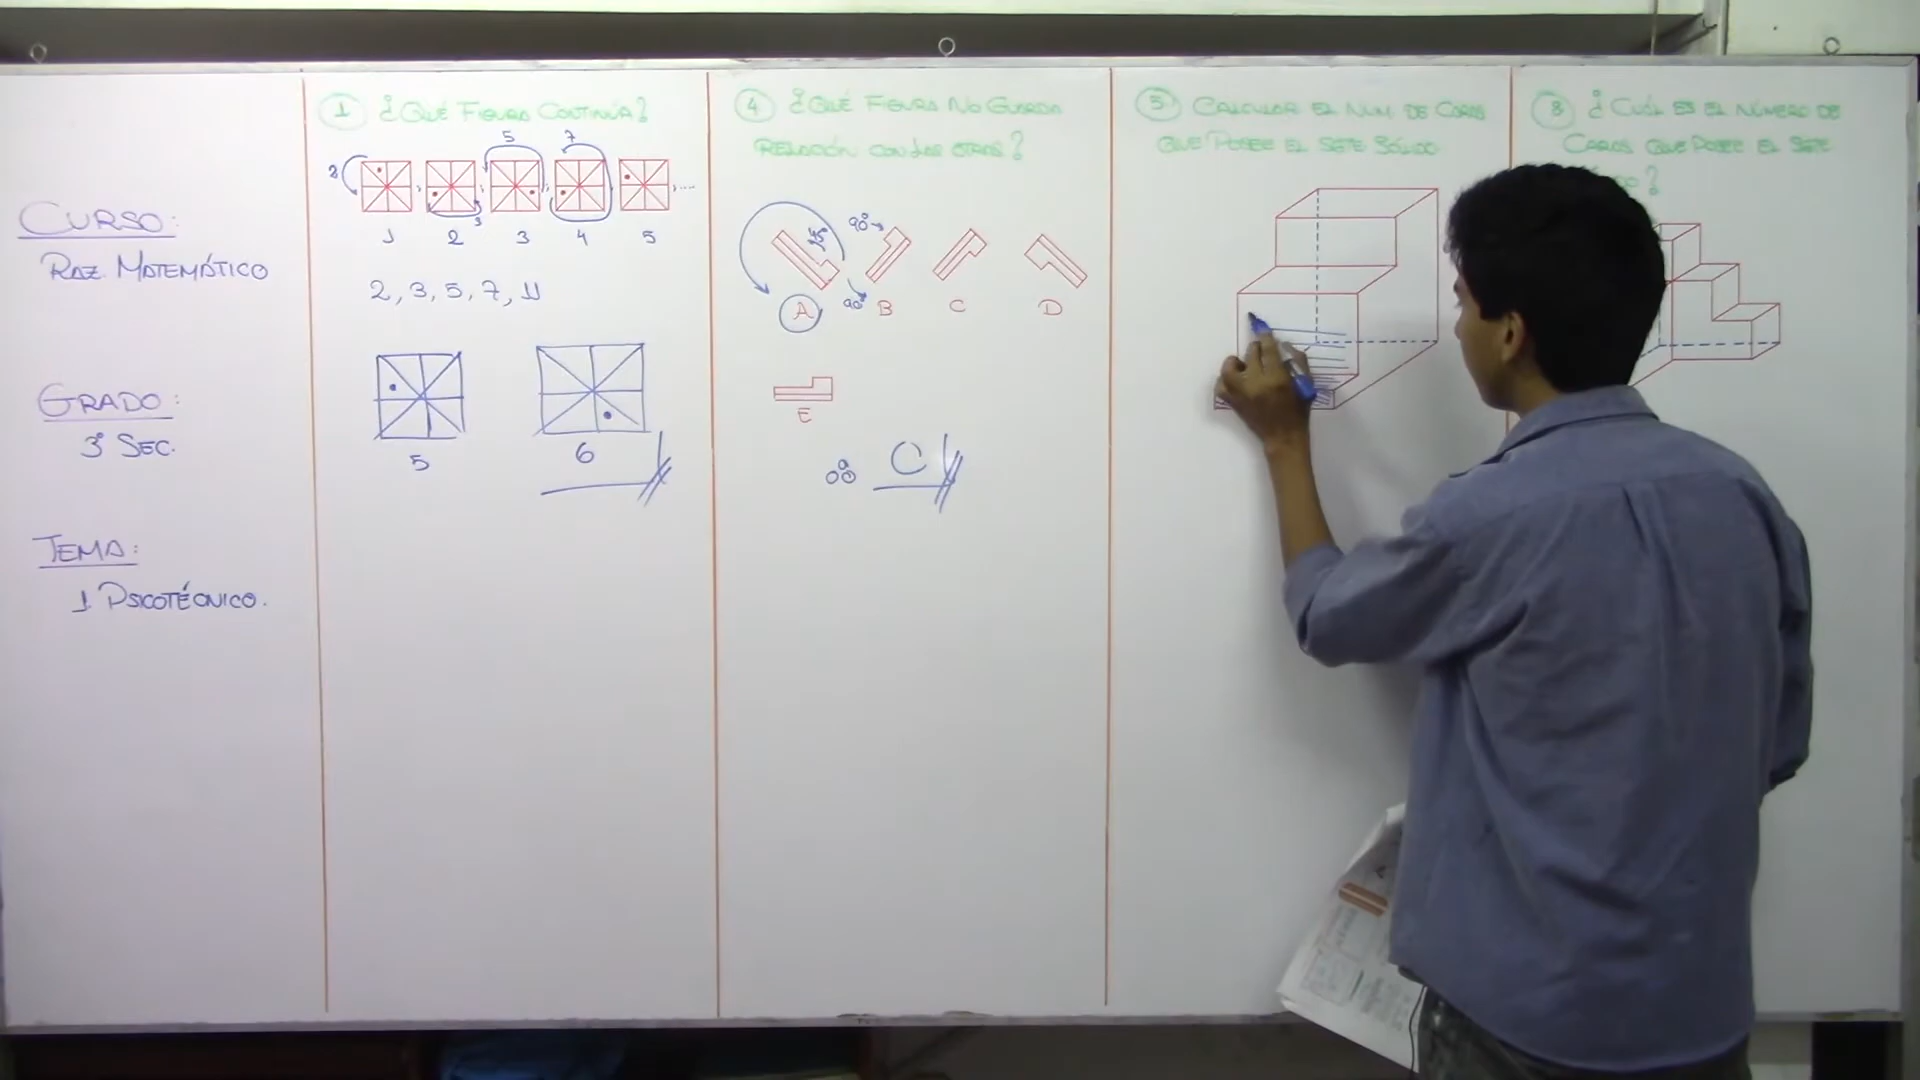 CURSO:
RAZ. MATEMÁTICO
GRADO:
3° SEC.
TEMA:
1 PSICOTÉCNICO.
1 ¿QUÉ FIGURA CONTINÚA?
5 7
2
3
1 2 3 4 5
2, 3, 5, 7, 11
5 6
4 ¿QUÉ FIGURA NO GUARDA
RELACIÓN CON LAS OTRAS?
90° 45°
90°
A B C D
E
C
5 CALCULAR EL NUM DE CARAS
QUE POSEE EL SGTE SÓLIDO
8 ¿CUÁL ES EL NÚMERO DE
CARAS QUE POSEE EL SGTE
?